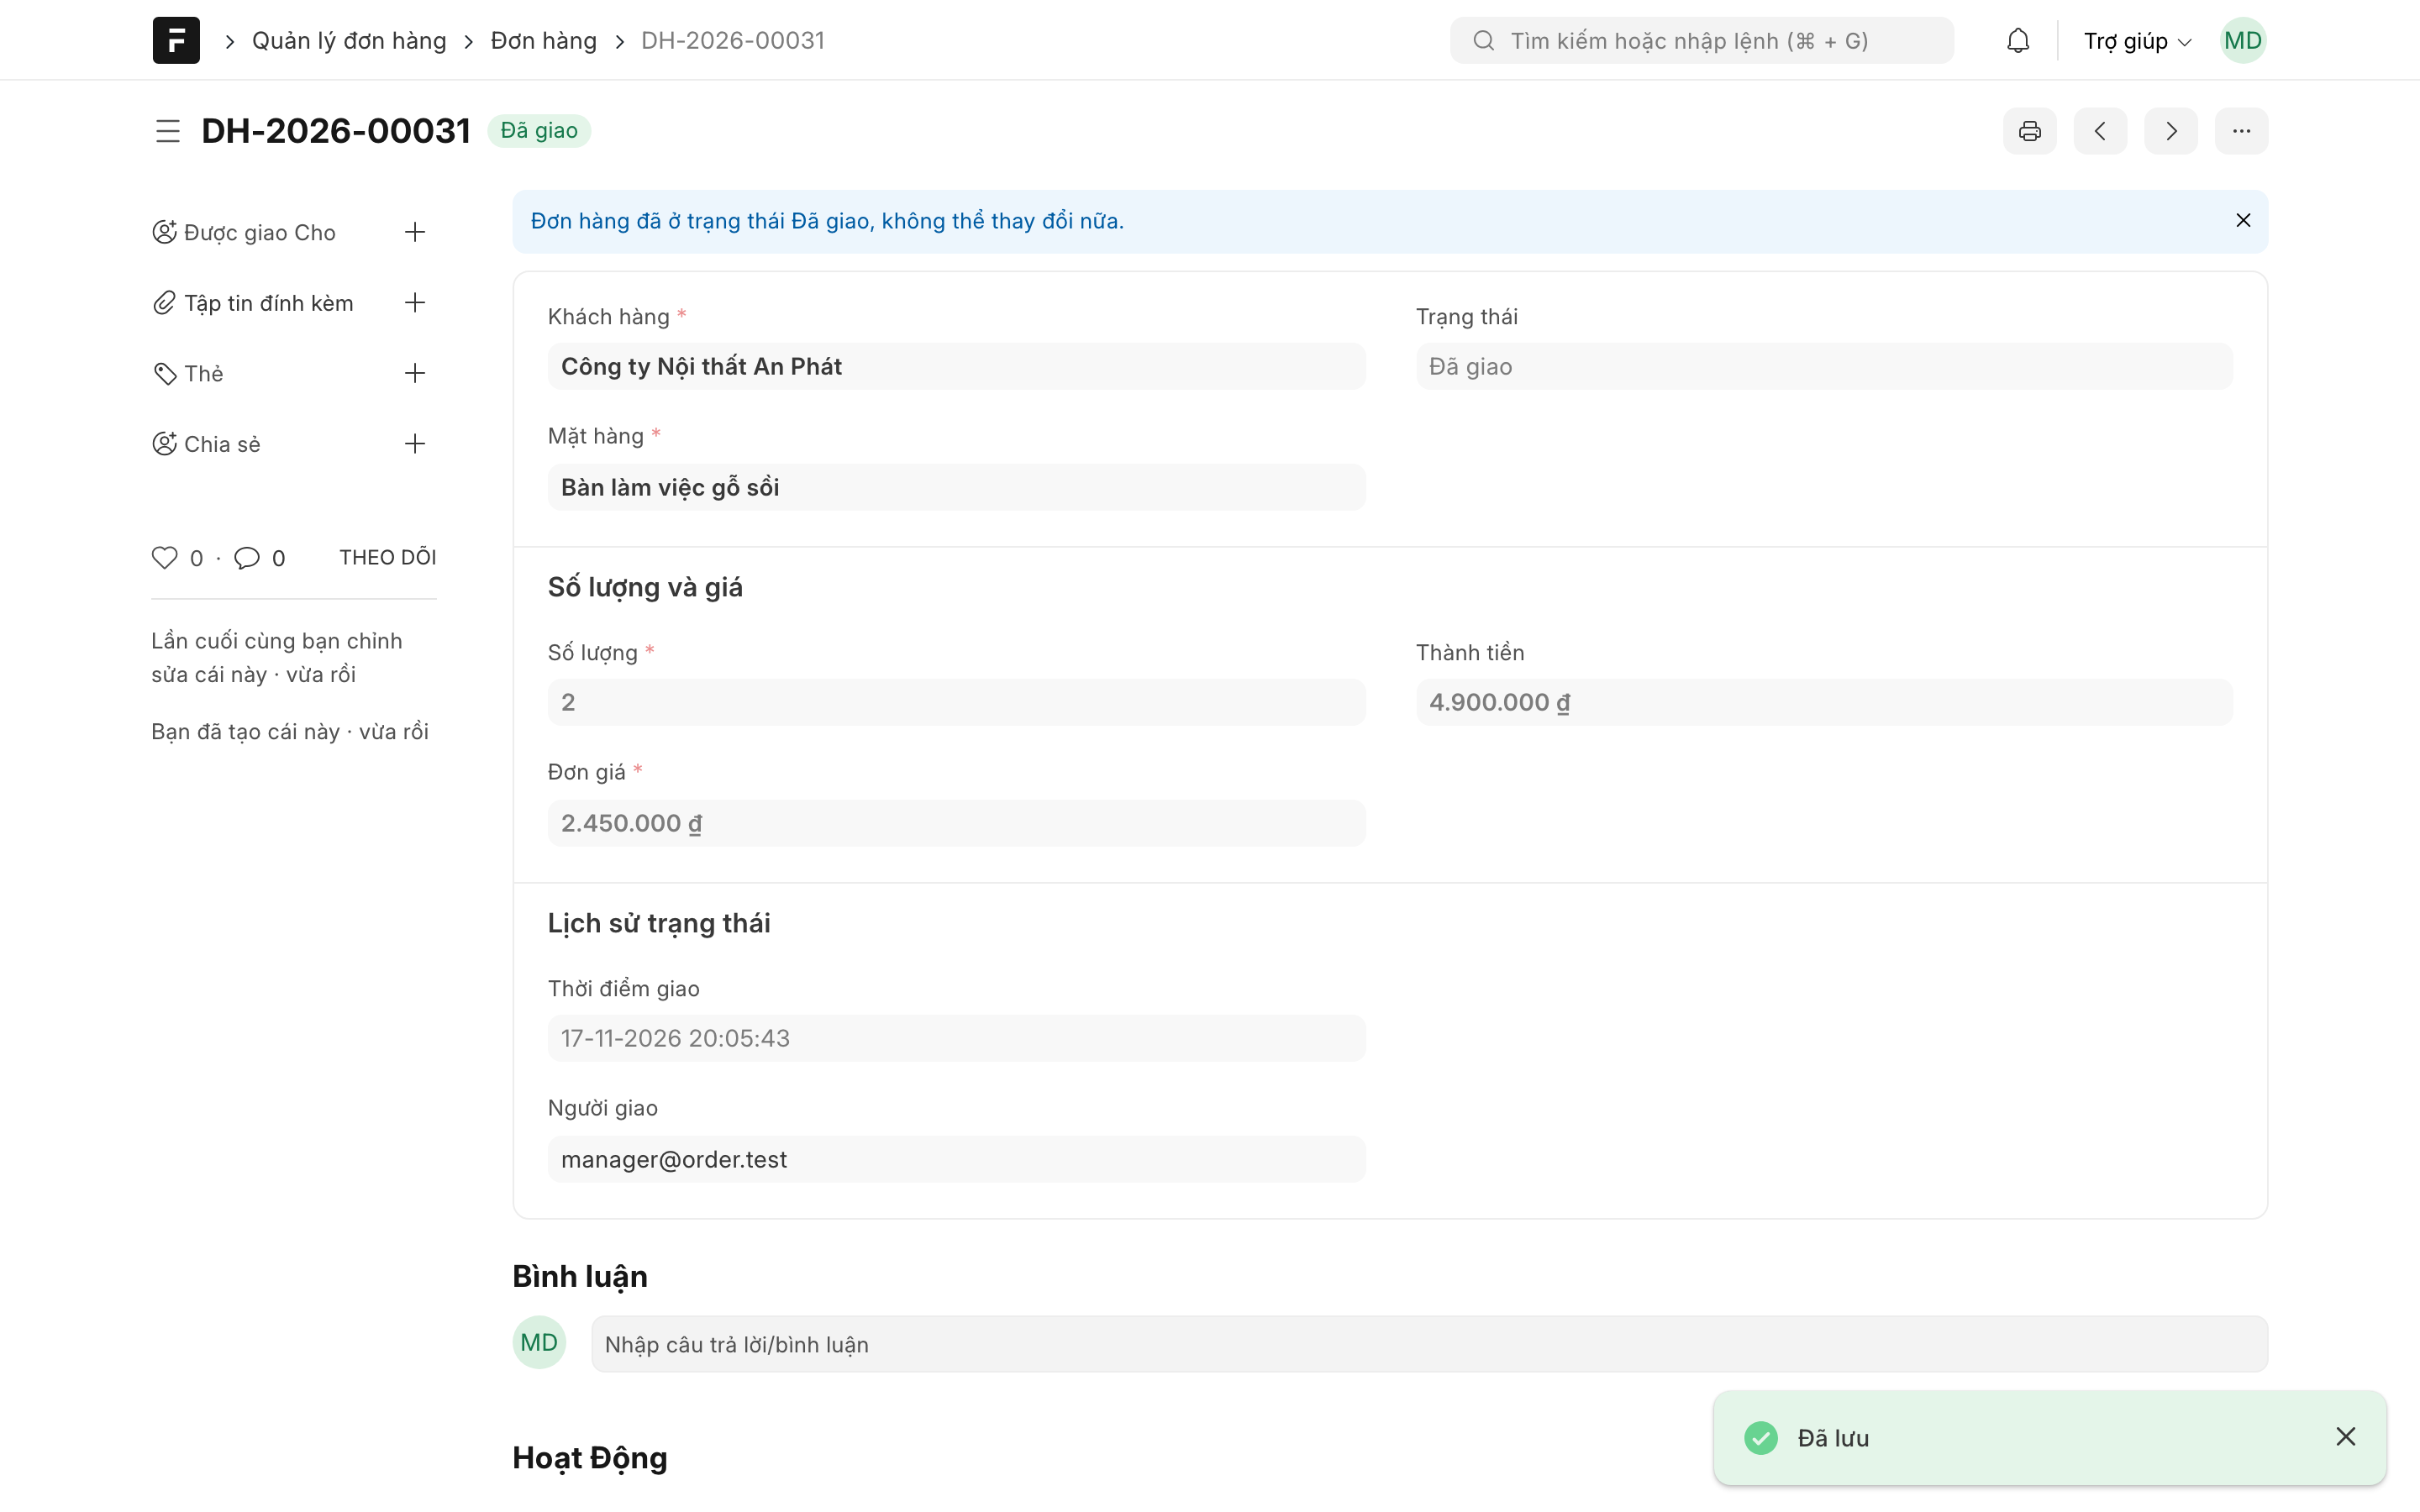 Quản lý đơn hàng > Đơn hàng > DH-2026-00031
Tìm kiếm hoặc nhập lệnh (⌘ + G)
Trợ giúp
MD
DH-2026-00031
Đã giao
Được giao Cho
Tập tin đính kèm
Thẻ
Chia sẻ
0 · 0
THEO DÕI
Lần cuối cùng bạn chỉnh
sửa cái này · vừa rồi
Bạn đã tạo cái này · vừa rồi
Đơn hàng đã ở trạng thái Đã giao, không thể thay đổi nữa.
Khách hàng *
Công ty Nội thất An Phát
Trạng thái
Đã giao
Mặt hàng *
Bàn làm việc gỗ sồi
Số lượng và giá
Số lượng *
2
Thành tiền
4.900.000 ₫
Đơn giá *
2.450.000 ₫
Lịch sử trạng thái
Thời điểm giao
17-11-2026 20:05:43
Người giao
manager@order.test
Bình luận
MD
Nhập câu trả lời/bình luận
Hoạt Động
Đã lưu